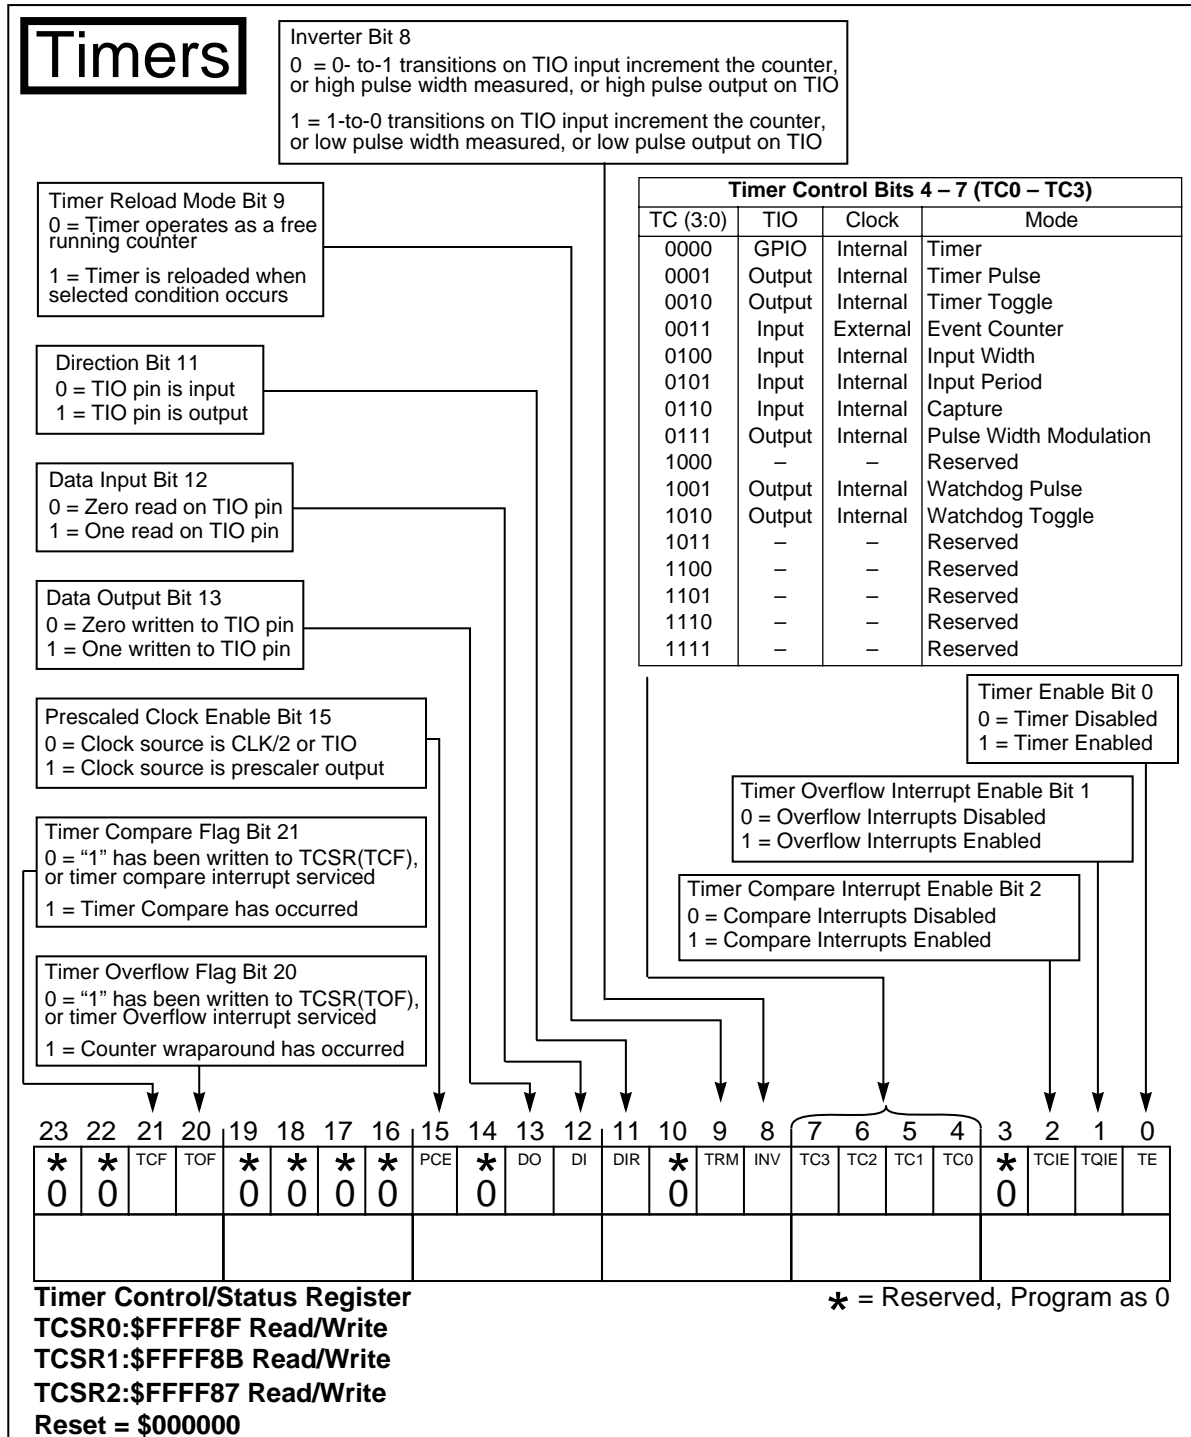 Timers
Inverter Bit 8
0 = 0- to-1 transitions on TIO input increment the counter,
or high pulse width measured, or high pulse output on TIO
1 = 1-to-0 transitions on TIO input increment the counter,
or low pulse width measured, or low pulse output on TIO
Timer Reload Mode Bit 9
0 = Timer operates as a free
running counter
1 = Timer is reloaded when
selected condition occurs
Direction Bit 11
0 = TIO pin is input
1 = TIO pin is output
Data Input Bit 12
0 = Zero read on TIO pin
1 = One read on TIO pin
Data Output Bit 13
0 = Zero written to TIO pin
1 = One written to TIO pin
Prescaled Clock Enable Bit 15
0 = Clock source is CLK/2 or TIO
1 = Clock source is prescaler output
Timer Compare Flag Bit 21
0 = “1” has been written to TCSR(TCF),
or timer compare interrupt serviced
1 = Timer Compare has occurred
Timer Overflow Flag Bit 20
0 = “1” has been written to TCSR(TOF),
or timer Overflow interrupt serviced
1 = Counter wraparound has occurred
Timer Control Bits 4 – 7 (TC0 – TC3)
TC (3:0) TIO Clock Mode
0000 GPIO Internal Timer
0001 Output Internal Timer Pulse
0010 Output Internal Timer Toggle
0011 Input External Event Counter
0100 Input Internal Input Width
0101 Input Internal Input Period
0110 Input Internal Capture
0111 Output Internal Pulse Width Modulation
1000 – – Reserved
1001 Output Internal Watchdog Pulse
1010 Output Internal Watchdog Toggle
1011 – – Reserved
1100 – – Reserved
1101 – – Reserved
1110 – – Reserved
1111 – – Reserved
Timer Enable Bit 0
0 = Timer Disabled
1 = Timer Enabled
Timer Overflow Interrupt Enable Bit 1
0 = Overflow Interrupts Disabled
1 = Overflow Interrupts Enabled
Timer Compare Interrupt Enable Bit 2
0 = Compare Interrupts Disabled
1 = Compare Interrupts Enabled
23 22 21 20 19 18 17 16 15 14 13 12 11 10 9 8 7 6 5 4 3 2 1 0
* * TCF TOF * * * * PCE * DO DI DIR * TRM INV TC3 TC2 TC1 TC0 * TCIE TQIE TE
0 0 0 0 0 0 0 0 0
Timer Control/Status Register
* = Reserved, Program as 0
TCSR0:$FFFF8F Read/Write
TCSR1:$FFFF8B Read/Write
TCSR2:$FFFF87 Read/Write
Reset = $000000